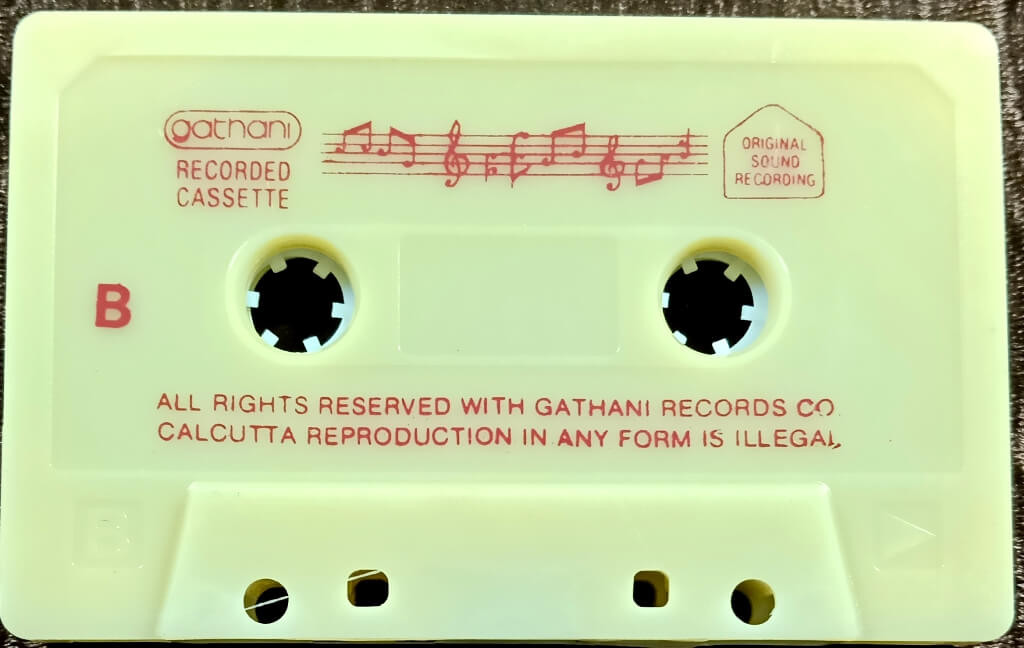 gathani
RECORDED
CASSETTE
ORIGINAL
SOUND
RECORDING
B
ALL RIGHTS RESERVED WITH GATHANI RECORDS CO.
CALCUTTA REPRODUCTION IN ANY FORM IS ILLEGAL
B